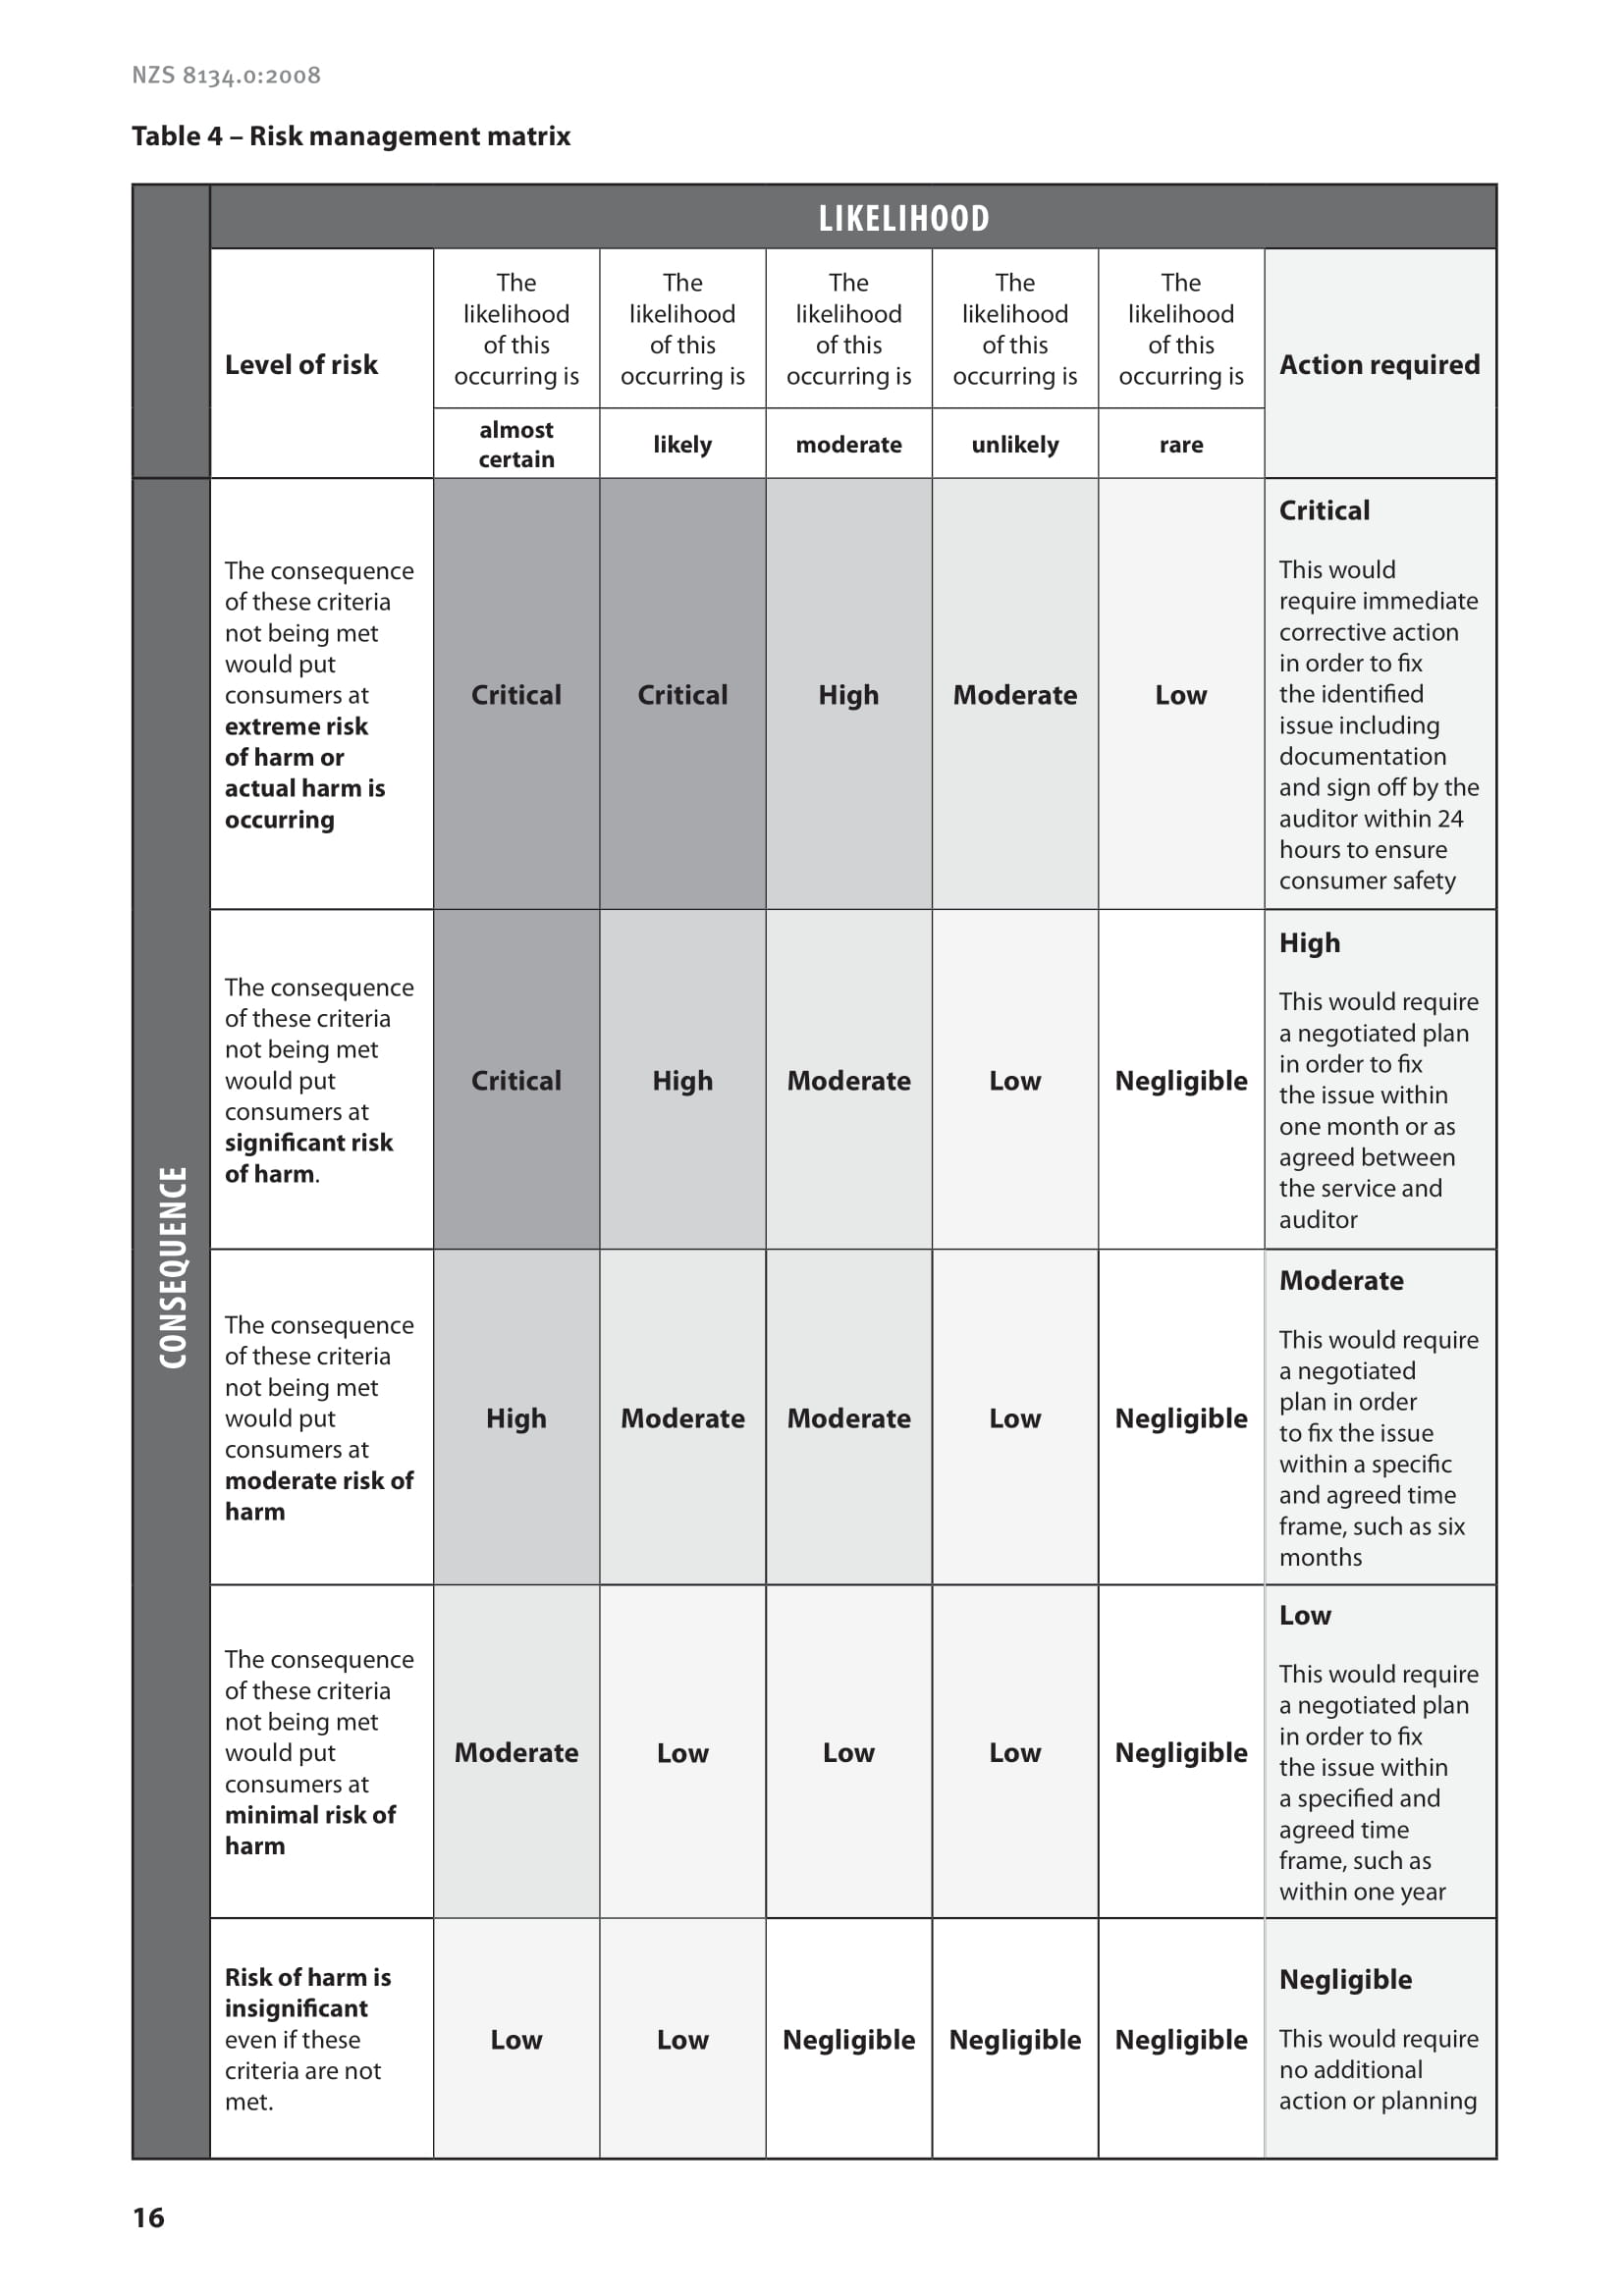 NZS 8134.0:2008
Table 4 – Risk management matrix
LIKELIHOOD
Level of risk
The
likelihood
of this
occurring is
almost
certain
The
likelihood
of this
occurring is
likely
The
likelihood
of this
occurring is
moderate
The
likelihood
of this
occurring is
unlikely
The
likelihood
of this
occurring is
rare
Action required
CONSEQUENCE
The consequence
of these criteria
not being met
would put
consumers at
extreme risk
of harm or
actual harm is
occurring
Critical
Critical
High
Moderate
Low
Critical
This would
require immediate
corrective action
in order to fix
the identified
issue including
documentation
and sign off by the
auditor within 24
hours to ensure
consumer safety
The consequence
of these criteria
not being met
would put
consumers at
significant risk
of harm.
Critical
High
Moderate
Low
Negligible
High
This would require
a negotiated plan
in order to fix
the issue within
one month or as
agreed between
the service and
auditor
The consequence
of these criteria
not being met
would put
consumers at
moderate risk of
harm
High
Moderate
Moderate
Low
Negligible
Moderate
This would require
a negotiated
plan in order
to fix the issue
within a specific
and agreed time
frame, such as six
months
The consequence
of these criteria
not being met
would put
consumers at
minimal risk of
harm
Moderate
Low
Low
Low
Negligible
Low
This would require
a negotiated plan
in order to fix
the issue within
a specified and
agreed time
frame, such as
within one year
Risk of harm is
insignificant
even if these
criteria are not
met.
Low
Low
Negligible
Negligible
Negligible
Negligible
This would require
no additional
action or planning
16